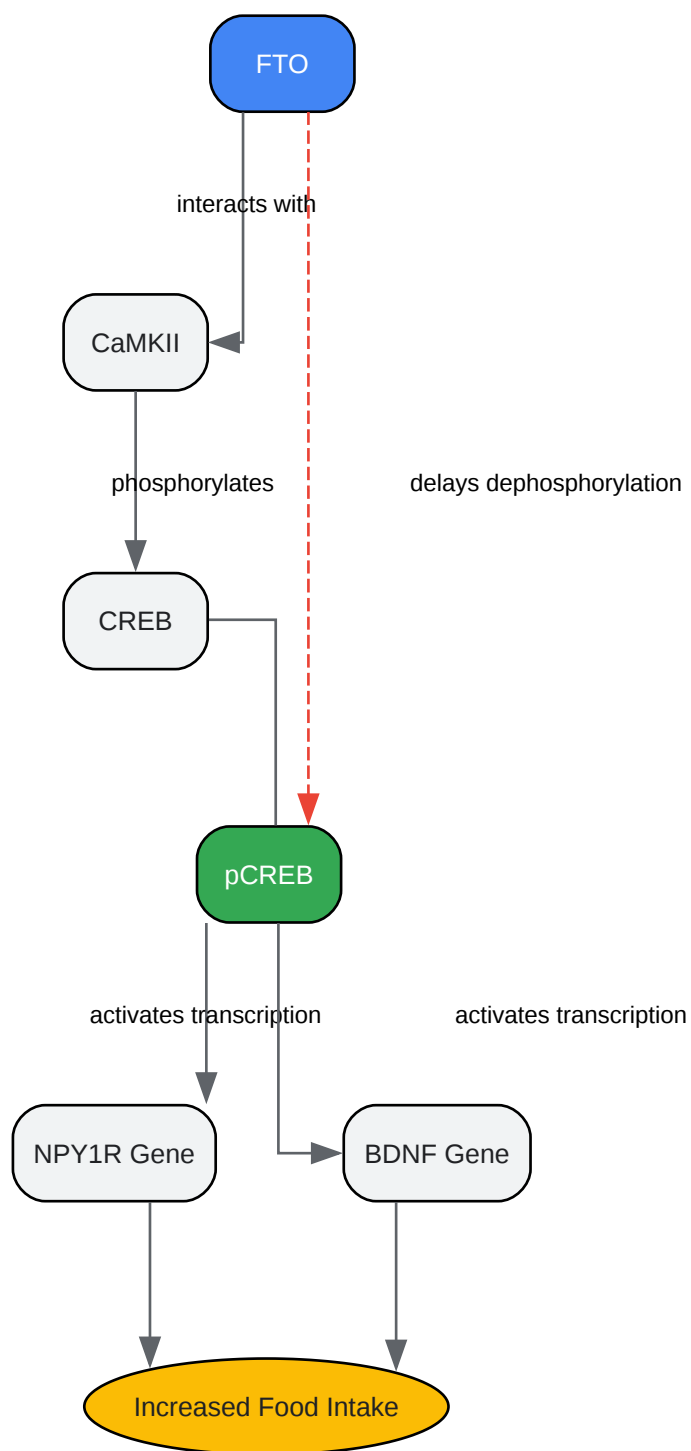 FTO
interacts with
CaMKII
phosphorylates
delays dephosphorylation
CREB
pCREB
activates transcription
activates transcription
NPY1R Gene
BDNF Gene
Increased Food Intake